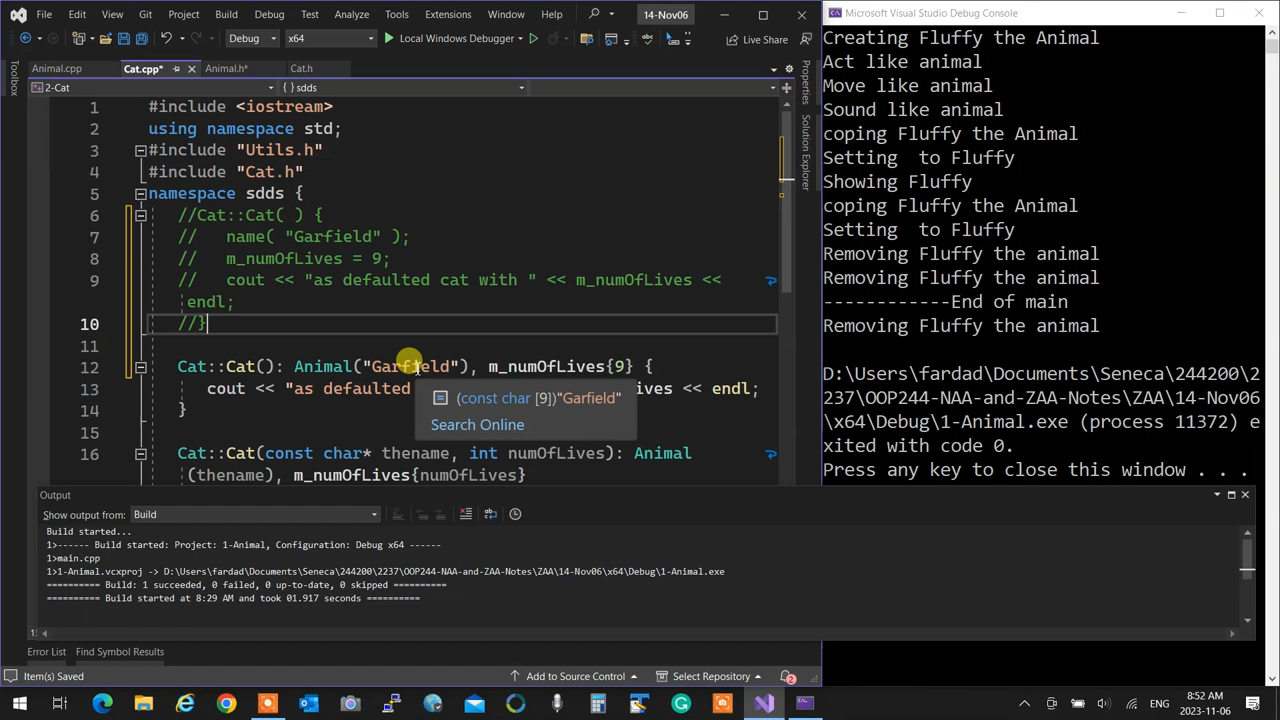 File Edit View Git Project Build Debug Test Analyze Tools Extensions Window Help 14-Nov06
Debug x64 Local Windows Debugger Live Share
Animal.cpp Cat.cpp* Animal.h* Cat.h
2-Cat {} sdds
Toolbox
Properties
Solution Explorer
1 #include <iostream>
2 using namespace std;
3 #include "Utils.h"
4 #include "Cat.h"
5 namespace sdds {
6 //Cat::Cat( ) {
7 // name( "Garfield" );
8 // m_numOfLives = 9;
9 // cout << "as defaulted cat with " << m_numOfLives <<
endl;
10 //}
11
12 Cat::Cat(): Animal("Garfield"), m_numOfLives{9} {
13 cout << "as defaulted ives << endl;
14 }
15
16 Cat::Cat(const char* thename, int numOfLives): Animal
(thename), m_numOfLives{numOfLives}
(const char [9])"Garfield"
Search Online
Output
Show output from: Build
Build started...
1>------ Build started: Project: 1-Animal, Configuration: Debug x64 ------
1>main.cpp
1>1-Animal.vcxproj -> D:\Users\fardad\Documents\Seneca\244200\2237\OOP244-NAA-and-ZAA-Notes\ZAA\14-Nov06\x64\Debug\1-Animal.exe
========== Build: 1 succeeded, 0 failed, 0 up-to-date, 0 skipped ==========
========== Build started at 8:29 AM and took 01.917 seconds ==========
Error List Find Symbol Results
Item(s) Saved Add to Source Control Select Repository 2
Microsoft Visual Studio Debug Console
Creating Fluffy the Animal
Act like animal
Move like animal
Sound like animal
coping Fluffy the Animal
Setting  to Fluffy
Showing Fluffy
coping Fluffy the Animal
Setting  to Fluffy
Removing Fluffy the animal
Removing Fluffy the animal
------------End of main
Removing Fluffy the animal
D:\Users\fardad\Documents\Seneca\244200\2
237\OOP244-NAA-and-ZAA-Notes\ZAA\14-Nov06
\x64\Debug\1-Animal.exe (process 11372) e
xited with code 0.
Press any key to close this window . . .
ENG 8:52 AM
2023-11-06